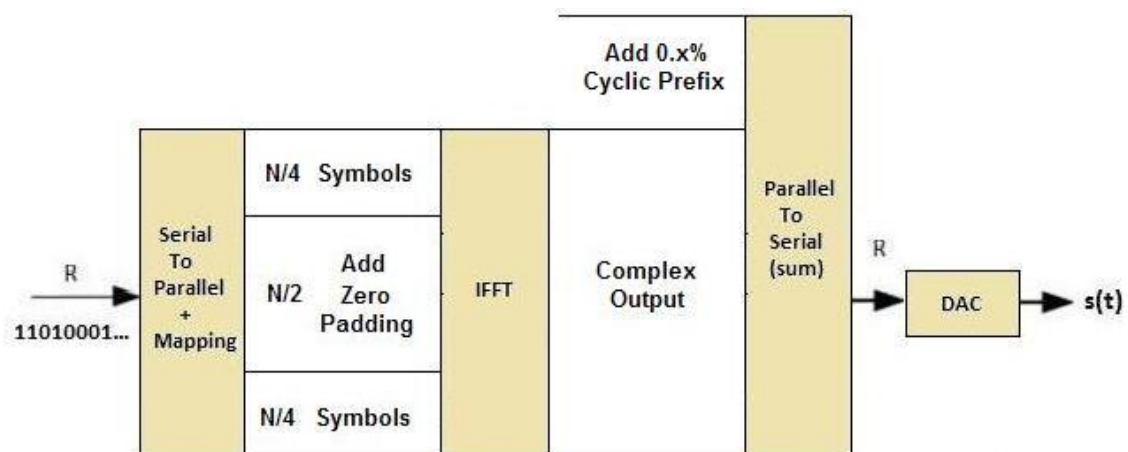 R
11010001...
Serial
To
Parallel
+
Mapping
N/4 Symbols
N/2
Add
Zero
Padding
N/4 Symbols
IFFT
Add 0.x%
Cyclic Prefix
Complex
Output
Parallel
To
Serial
(sum)
R
DAC
s(t)